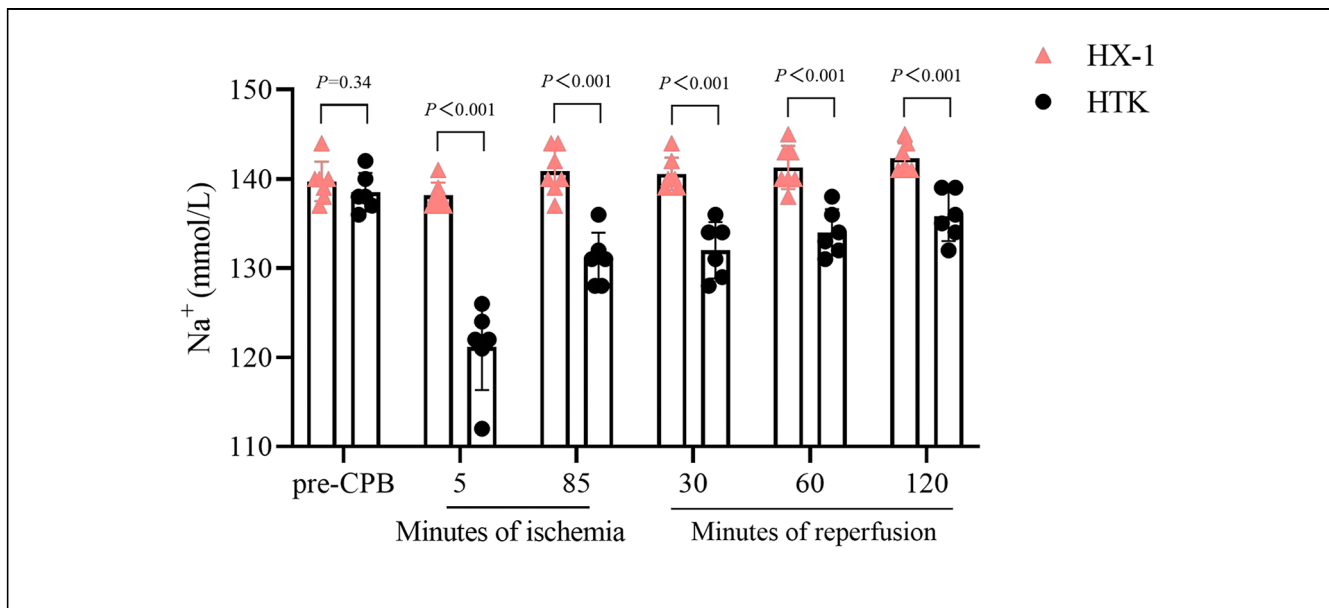 HX-1
HTK
P=0.34
P<0.001
P<0.001
P<0.001
P<0.001
P<0.001
Na+ (mmol/L)
150
140
130
120
110
pre-CPB 5 85 30 60 120
Minutes of ischemia Minutes of reperfusion